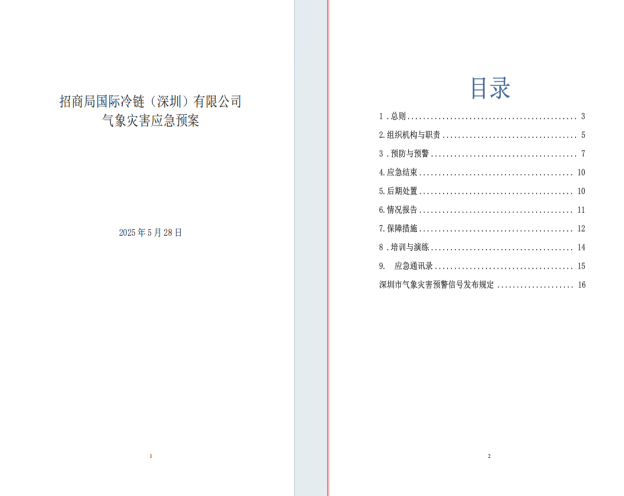 招商局国际冷链（深圳）有限公司
气象灾害应急预案
2025 年 5 月 28 日
1
目录
1 .总则........................................ 3
2.组织机构与职责................................ 5
3 .预防与预警.................................. 7
4.应急结束..................................... 10
5.后期处置..................................... 10
6.情况报告..................................... 11
7.保障措施..................................... 12
8 .培训与演练.................................. 14
9. 应急通讯录.................................. 15
深圳市气象灾害预警信号发布规定 .................. 16
2